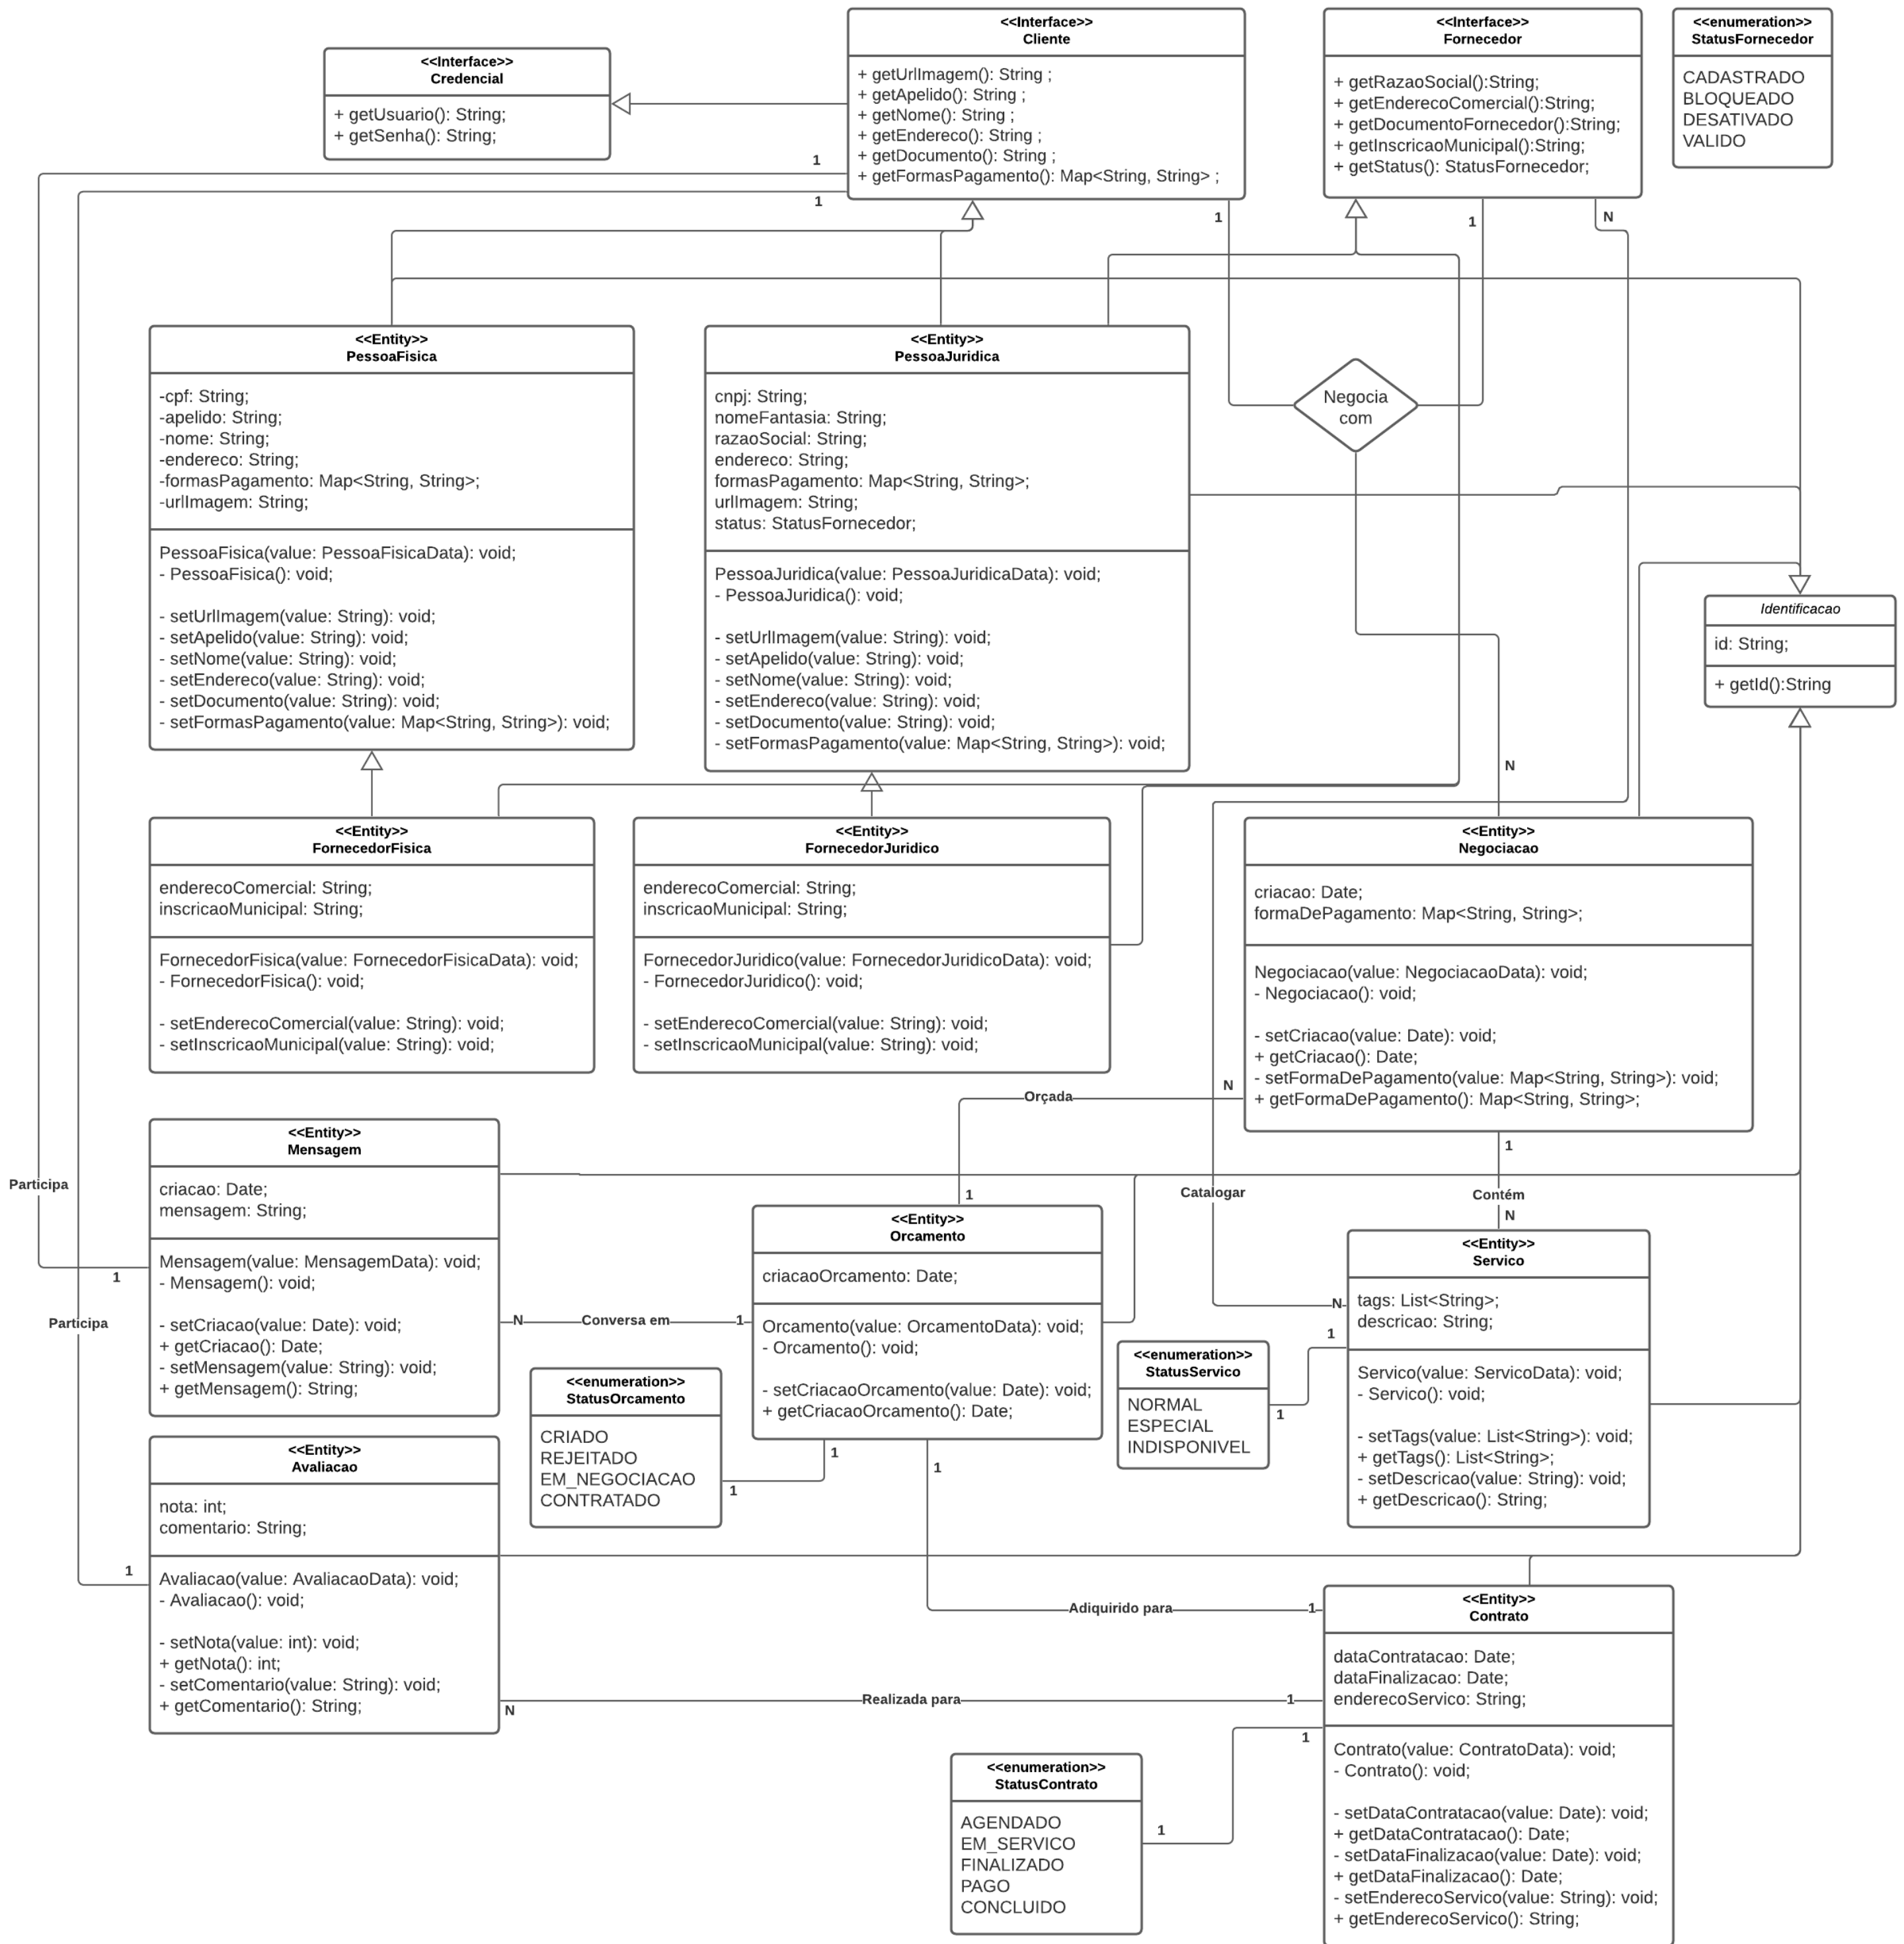 <<Interface>>
Credencial
+ getUsuario(): String;
+ getSenha(): String;
<<Interface>>
Cliente
+ getUrlImagem(): String ;
+ getApelido(): String ;
+ getNome(): String ;
+ getEndereco(): String ;
+ getDocumento(): String ;
+ getFormasPagamento(): Map<String, String> ;
<<Interface>>
Fornecedor
+ getRazaoSocial():String;
+ getEnderecoComercial():String;
+ getDocumentoFornecedor():String;
+ getInscricaoMunicipal():String;
+ getStatus(): StatusFornecedor;
<<enumeration>>
StatusFornecedor
CADASTRADO
BLOQUEADO
DESATIVADO
VALIDO
1
1
1
1
N
<<Entity>>
PessoaFisica
-cpf: String;
-apelido: String;
-nome: String;
-endereco: String;
-formasPagamento: Map<String, String>;
-urlImagem: String;
PessoaFisica(value: PessoaFisicaData): void;
- PessoaFisica(): void;
- setUrlImagem(value: String): void;
- setApelido(value: String): void;
- setNome(value: String): void;
- setEndereco(value: String): void;
- setDocumento(value: String): void;
- setFormasPagamento(value: Map<String, String>): void;
<<Entity>>
PessoaJuridica
cnpj: String;
nomeFantasia: String;
razaoSocial: String;
endereco: String;
formasPagamento: Map<String, String>;
urlImagem: String;
status: StatusFornecedor;
PessoaJuridica(value: PessoaJuridicaData): void;
- PessoaJuridica(): void;
- setUrlImagem(value: String): void;
- setApelido(value: String): void;
- setNome(value: String): void;
- setEndereco(value: String): void;
- setDocumento(value: String): void;
- setFormasPagamento(value: Map<String, String>): void;
Negocia
com
Identificacao
id: String;
+ getId():String
N
<<Entity>>
FornecedorFisica
enderecoComercial: String;
inscricaoMunicipal: String;
FornecedorFisica(value: FornecedorFisicaData): void;
- FornecedorFisica(): void;
- setEnderecoComercial(value: String): void;
- setInscricaoMunicipal(value: String): void;
<<Entity>>
FornecedorJuridico
enderecoComercial: String;
inscricaoMunicipal: String;
FornecedorJuridico(value: FornecedorJuridicoData): void;
- FornecedorJuridico(): void;
- setEnderecoComercial(value: String): void;
- setInscricaoMunicipal(value: String): void;
<<Entity>>
Negociacao
criacao: Date;
formaDePagamento: Map<String, String>;
Negociacao(value: NegociacaoData): void;
- Negociacao(): void;
- setCriacao(value: Date): void;
+ getCriacao(): Date;
- setFormaDePagamento(value: Map<String, String>): void;
+ getFormaDePagamento(): Map<String, String>;
N
Orçada
1
1
Catalogar
Contém
N
Participa
1
Participa
1
<<Entity>>
Mensagem
criacao: Date;
mensagem: String;
Mensagem(value: MensagemData): void;
- Mensagem(): void;
- setCriacao(value: Date): void;
+ getCriacao(): Date;
- setMensagem(value: String): void;
+ getMensagem(): String;
N
Conversa em
1
<<Entity>>
Orcamento
criacaoOrcamento: Date;
Orcamento(value: OrcamentoData): void;
- Orcamento(): void;
- setCriacaoOrcamento(value: Date): void;
+ getCriacaoOrcamento(): Date;
<<enumeration>>
StatusServico
NORMAL
ESPECIAL
INDISPONIVEL
N
1
1
<<Entity>>
Servico
tags: List<String>;
descricao: String;
Servico(value: ServicoData): void;
- Servico(): void;
- setTags(value: List<String>): void;
+ getTags(): List<String>;
- setDescricao(value: String): void;
+ getDescricao(): String;
<<enumeration>>
StatusOrcamento
CRIADO
REJEITADO
EM_NEGOCIACAO
CONTRATADO
1
1
1
<<Entity>>
Avaliacao
nota: int;
comentario: String;
Avaliacao(value: AvaliacaoData): void;
- Avaliacao(): void;
- setNota(value: int): void;
+ getNota(): int;
- setComentario(value: String): void;
+ getComentario(): String;
Adiquirido para
1
N
Realizada para
1
1
1
<<enumeration>>
StatusContrato
AGENDADO
EM_SERVICO
FINALIZADO
PAGO
CONCLUIDO
<<Entity>>
Contrato
dataContratacao: Date;
dataFinalizacao: Date;
enderecoServico: String;
Contrato(value: ContratoData): void;
- Contrato(): void;
- setDataContratacao(value: Date): void;
+ getDataContratacao(): Date;
- setDataFinalizacao(value: Date): void;
+ getDataFinalizacao(): Date;
- setEnderecoServico(value: String): void;
+ getEnderecoServico(): String;